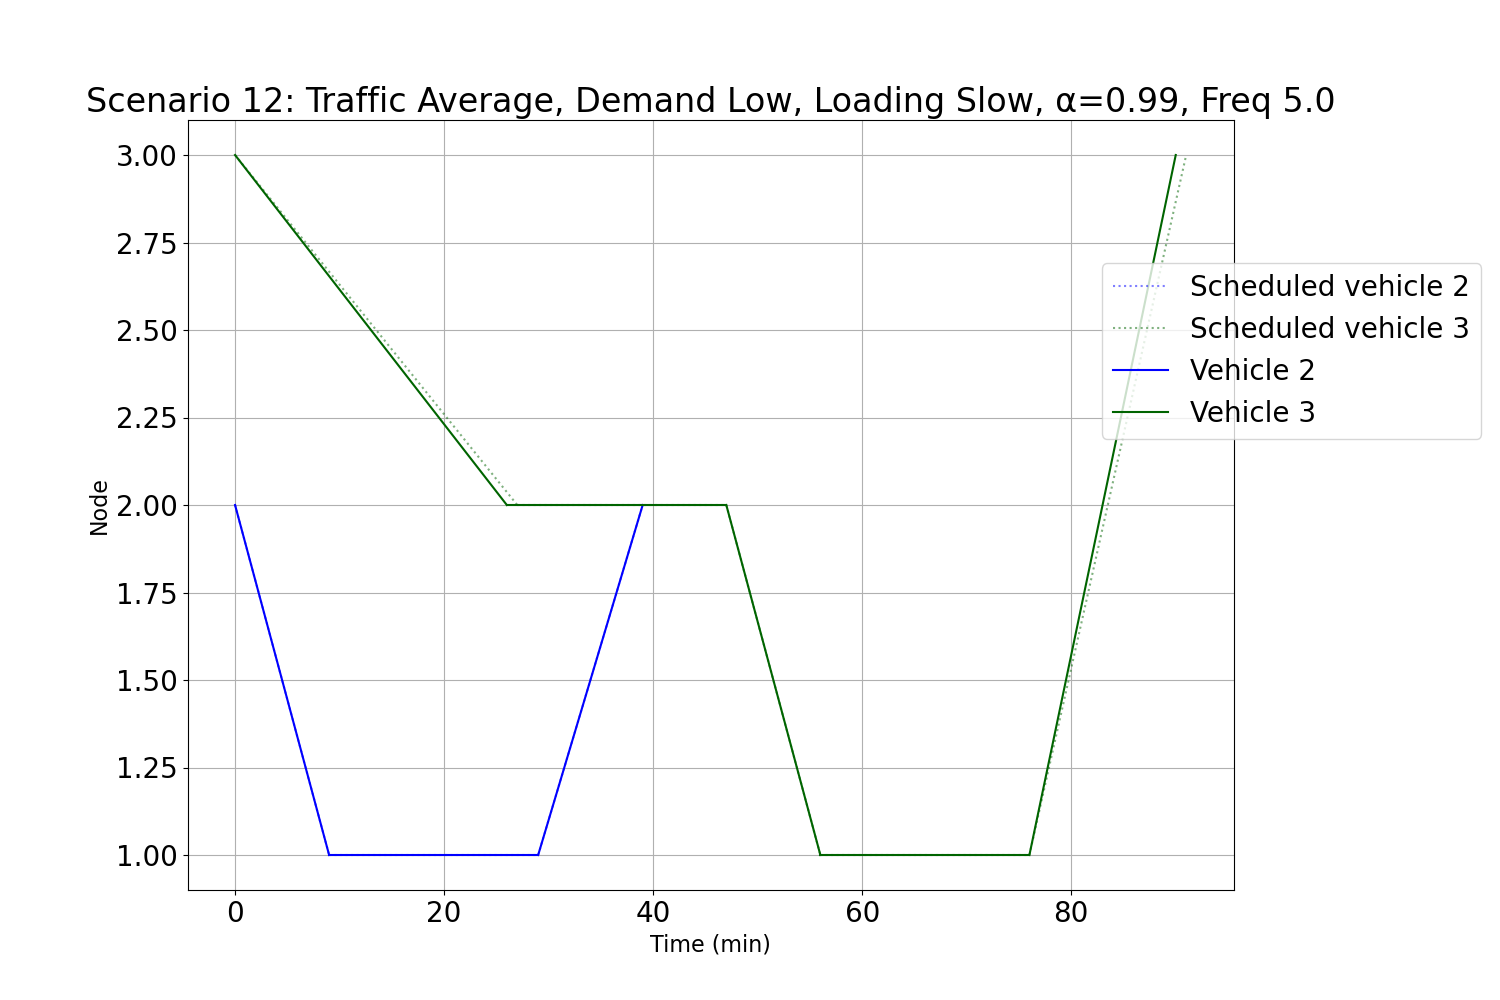 Scenario 12: Traffic Average, Demand Low, Loading Slow, α=0.99, Freq 5.0
3.00
2.75
2.50
2.25
2.00
1.75
1.50
1.25
1.00
Node
0 20 40 60 80
Time (min)
Scheduled vehicle 2
Scheduled vehicle 3
Vehicle 2
Vehicle 3